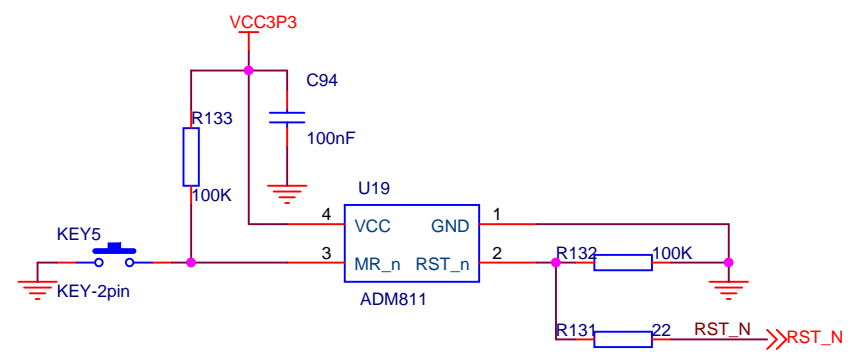 VCC3P3
C94
R133
100nF
100K
U19
4 VCC GND 1
KEY5
3 MR_n RST_n 2
R132 100K
KEY-2pin
ADM811
R131 22 RST_N RST_N